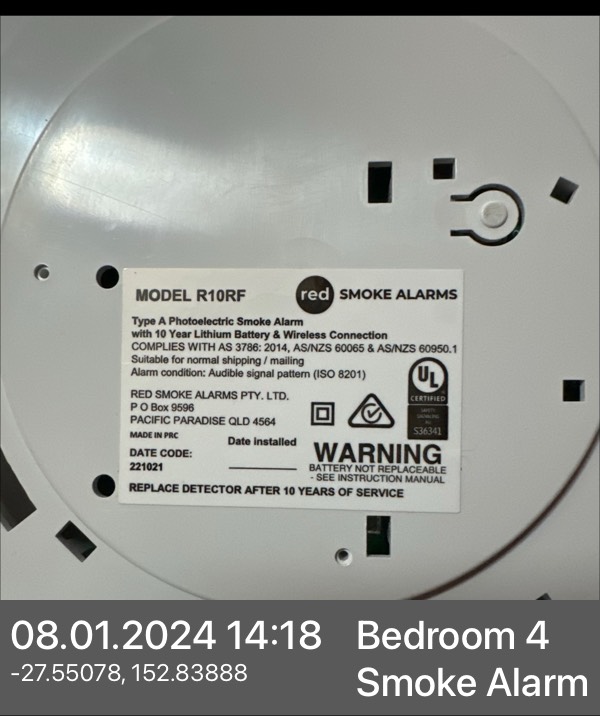 MODEL R10RF
red SMOKE ALARMS
Type A Photoelectric Smoke Alarm
with 10 Year Lithium Battery & Wireless Connection
COMPLIES WITH AS 3786: 2014, AS/NZS 60065 & AS/NZS 60950.1
Suitable for normal shipping / mailing
Alarm condition: Audible signal pattern (ISO 8201)
UL
CERTIFIED
S36341
RED SMOKE ALARMS PTY. LTD.
P O Box 9596
PACIFIC PARADISE QLD 4564
MADE IN PRC
DATE CODE:
221021
Date installed
WARNING
BATTERY NOT REPLACEABLE
- SEE INSTRUCTION MANUAL
REPLACE DETECTOR AFTER 10 YEARS OF SERVICE
08.01.2024 14:18
-27.55078, 152.83888
Bedroom 4
Smoke Alarm